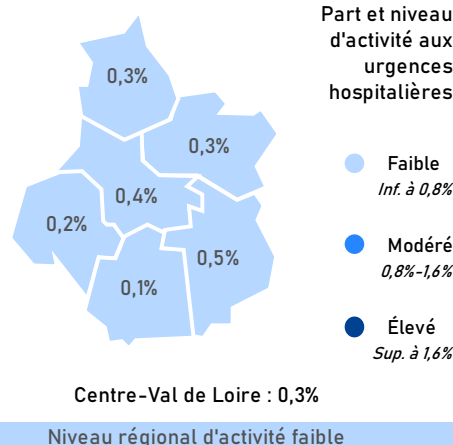 Part et niveau
d'activité aux
urgences
hospitalières
0,3%
0,3%
0,4%
0,2%
0,5%
0,1%
Faible
Inf. à 0,8%
Modéré
0,8%-1,6%
Élevé
Sup. à 1,6%
Centre-Val de Loire : 0,3%
Niveau régional d'activité faible